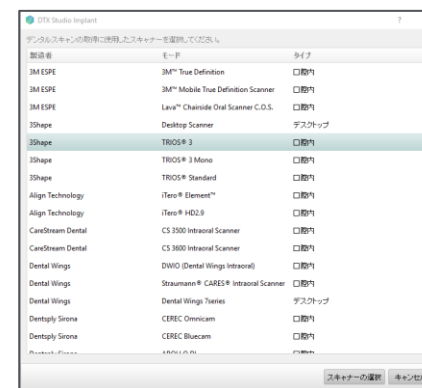 DTX Studio Implant ?
デンタルスキャンの取得に使用したスキャナーを選択してください。
製造者 モード タイプ
3M ESPE 3M™ True Definition 口腔内
3M ESPE 3M™ Mobile True Definition Scanner 口腔内
3M ESPE Lava™ Chairside Oral Scanner C.O.S. 口腔内
3Shape Desktop Scanner デスクトップ
3Shape TRIOS® 3 口腔内
3Shape TRIOS® 3 Mono 口腔内
3Shape TRIOS® Standard 口腔内
Align Technology iTero® Element™ 口腔内
Align Technology iTero® HD2.9 口腔内
CareStream Dental CS 3500 Intraoral Scanner 口腔内
CareStream Dental CS 3600 Intraoral Scanner 口腔内
Dental Wings DWIO (Dental Wings Intraoral) 口腔内
Dental Wings Straumann® CARES® Intraoral Scanner 口腔内
Dental Wings Dental Wings 7series デスクトップ
Dentsply Sirona CEREC Omnicam 口腔内
Dentsply Sirona CEREC Bluecam 口腔内
スキャナーの選択 キャンセル